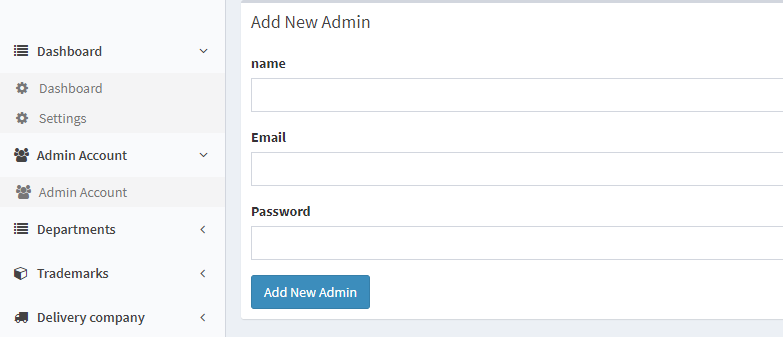 Dashboard
Dashboard
Settings
Admin Account
Admin Account
Departments
Trademarks
Delivery company
Add New Admin
name
Email
Password
Add New Admin